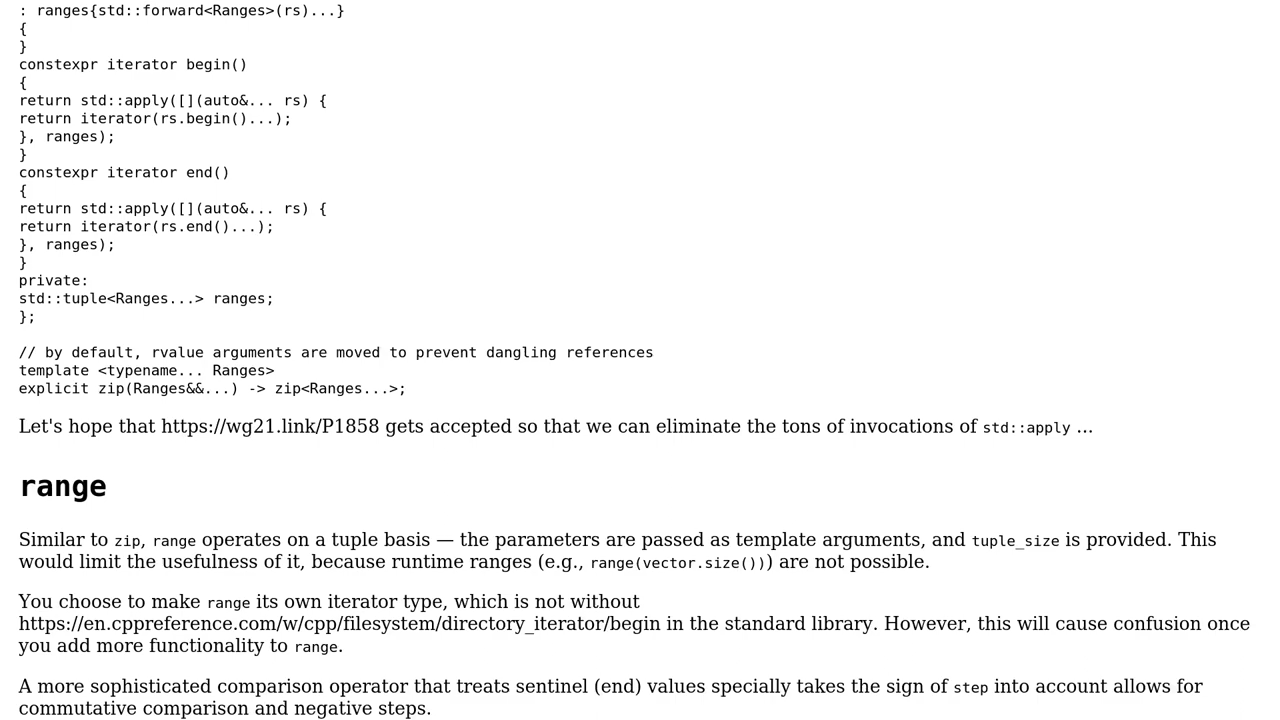 : ranges{std::forward<Ranges>(rs)...}
{
}
constexpr iterator begin()
{
return std::apply([](auto&... rs) {
return iterator(rs.begin()...);
}, ranges);
}
constexpr iterator end()
{
return std::apply([](auto&... rs) {
return iterator(rs.end()...);
}, ranges);
}
private:
std::tuple<Ranges...> ranges;
};
// by default, rvalue arguments are moved to prevent dangling references
template <typename... Ranges>
explicit zip(Ranges&&...) -> zip<Ranges...>;
Let's hope that https://wg21.link/P1858 gets accepted so that we can eliminate the tons of invocations of std::apply ...
range
Similar to zip, range operates on a tuple basis — the parameters are passed as template arguments, and tuple_size is provided. This
would limit the usefulness of it, because runtime ranges (e.g., range(vector.size())) are not possible.
You choose to make range its own iterator type, which is not without
https://en.cppreference.com/w/cpp/filesystem/directory_iterator/begin in the standard library. However, this will cause confusion once
you add more functionality to range.
A more sophisticated comparison operator that treats sentinel (end) values specially takes the sign of step into account allows for
commutative comparison and negative steps.